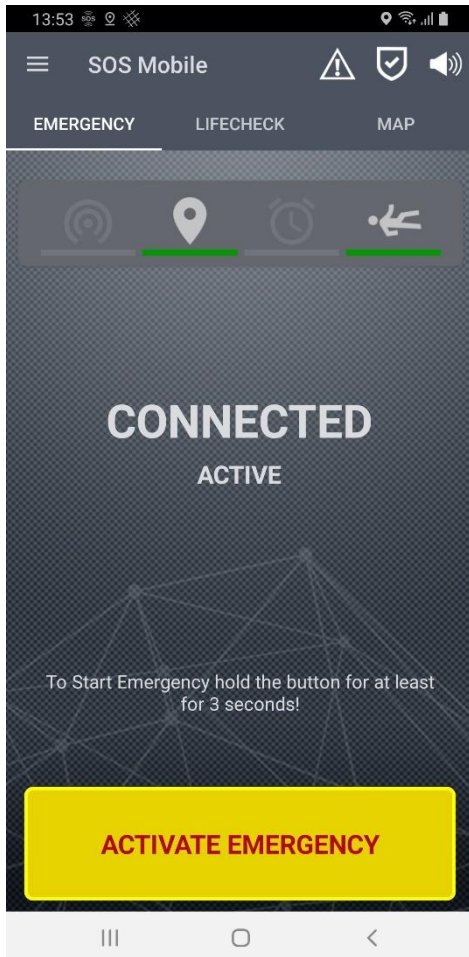 13:53 sos
SOS Mobile
EMERGENCY LIFECHECK MAP
CONNECTED
ACTIVE
To Start Emergency hold the button for at least
for 3 seconds!
ACTIVATE EMERGENCY